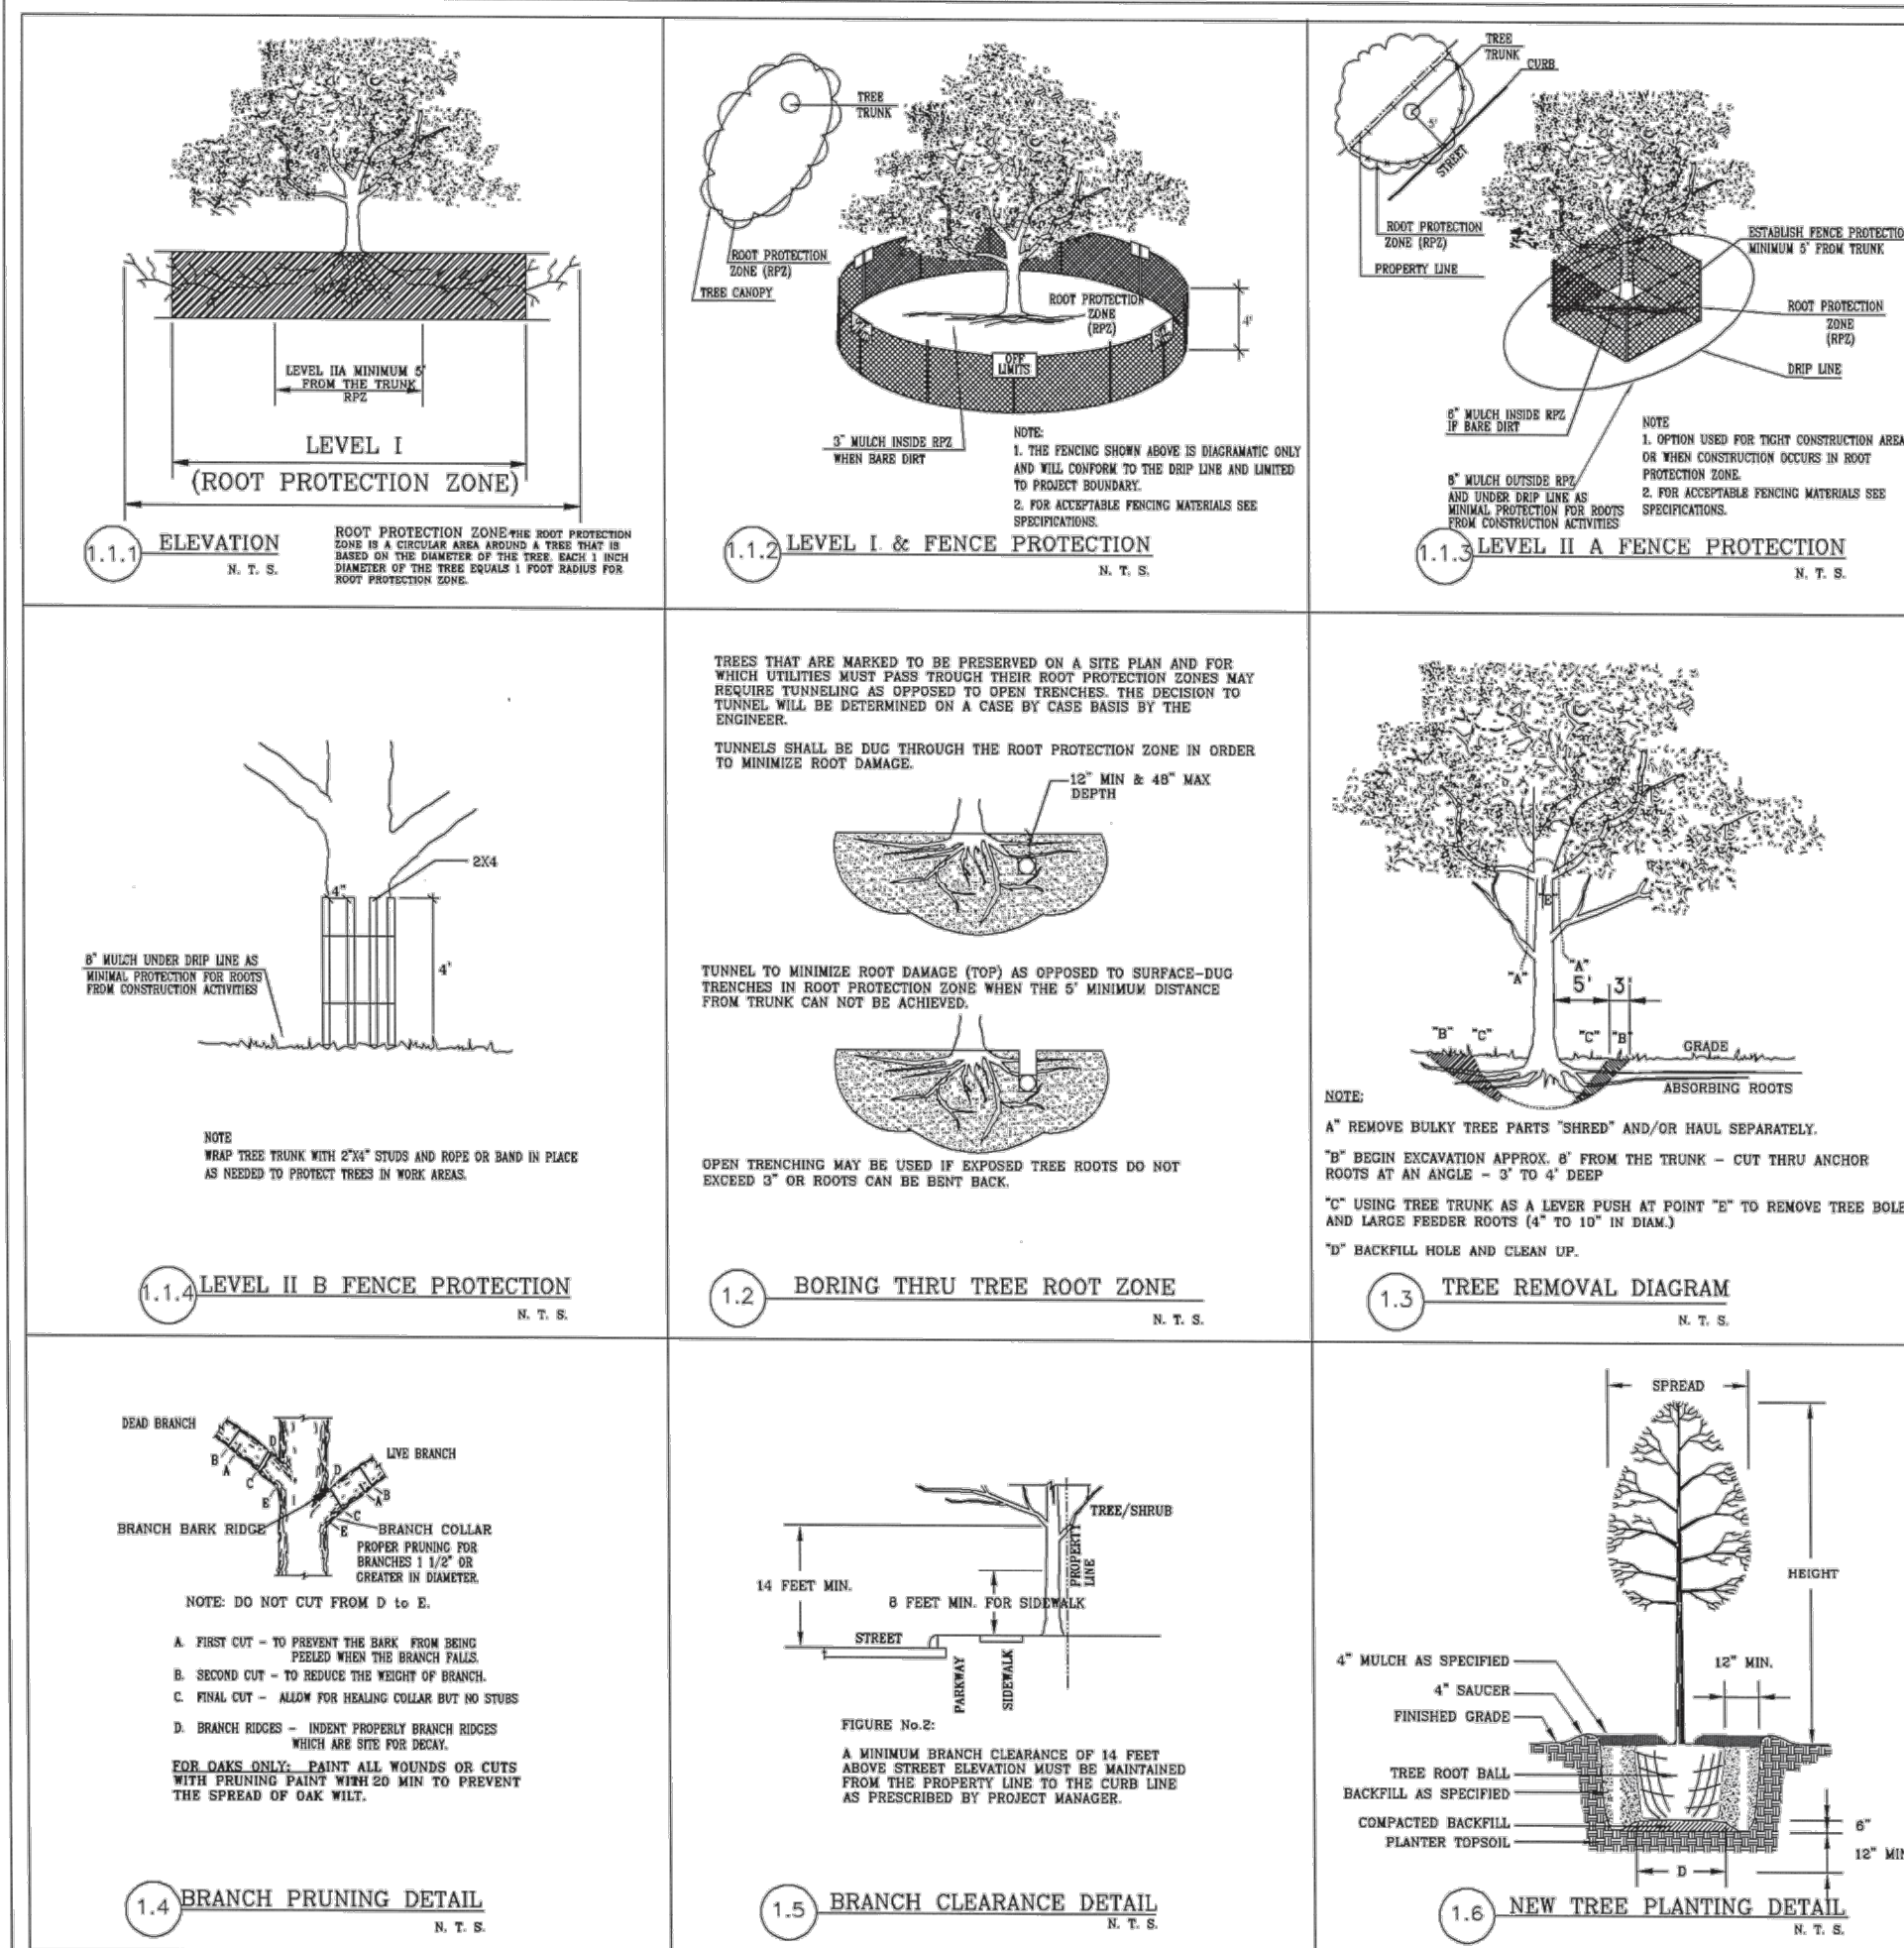 LEVEL IIA MINIMUM 5'
FROM THE TRUNK
RPZ
LEVEL I
(ROOT PROTECTION ZONE)
1.1.1
ELEVATION
N. T. S.
ROOT PROTECTION ZONE-THE ROOT PROTECTION
ZONE IS A CIRCULAR AREA AROUND A TREE THAT IS
BASED ON THE DIAMETER OF THE TREE. EACH 1 INCH
DIAMETER OF THE TREE EQUALS 1 FOOT RADIUS FOR
ROOT PROTECTION ZONE.
TREE
TRUNK
ROOT PROTECTION
ZONE (RPZ)
TREE CANOPY
ROOT PROTECTION
ZONE
(RPZ)
4'
OFF
LIMITS
3" MULCH INSIDE RPZ
WHEN BARE DIRT
NOTE:
1. THE FENCING SHOWN ABOVE IS DIAGRAMATIC ONLY
AND WILL CONFORM TO THE DRIP LINE AND LIMITED
TO PROJECT BOUNDARY.
2. FOR ACCEPTABLE FENCING MATERIALS SEE
SPECIFICATIONS.
1.1.2
LEVEL I. & FENCE PROTECTION
N. T. S.
TREE
TRUNK
CURB
5'
STREET
ROOT PROTECTION
ZONE (RPZ)
PROPERTY LINE
ESTABLISH FENCE PROTECTIO
MINIMUM 5' FROM TRUNK
ROOT PROTECTION
ZONE
(RPZ)
DRIP LINE
6" MULCH INSIDE RPZ
IF BARE DIRT
8" MULCH OUTSIDE RPZ
AND UNDER DRIP LINE AS
MINIMAL PROTECTION FOR ROOTS
FROM CONSTRUCTION ACTIVITIES
NOTE
1. OPTION USED FOR TIGHT CONSTRUCTION AREA
OR WHEN CONSTRUCTION OCCURS IN ROOT
PROTECTION ZONE.
2. FOR ACCEPTABLE FENCING MATERIALS SEE
SPECIFICATIONS.
1.1.3
LEVEL II A FENCE PROTECTION
N. T. S.
2X4
4"
4'
8" MULCH UNDER DRIP LINE AS
MINIMAL PROTECTION FOR ROOTS
FROM CONSTRUCTION ACTIVITIES
NOTE
WRAP TREE TRUNK WITH 2"X4" STUDS AND ROPE OR BAND IN PLACE
AS NEEDED TO PROTECT TREES IN WORK AREAS.
1.1.4
LEVEL II B FENCE PROTECTION
N. T. S.
TREES THAT ARE MARKED TO BE PRESERVED ON A SITE PLAN AND FOR
WHICH UTILITIES MUST PASS TROUGH THEIR ROOT PROTECTION ZONES MAY
REQUIRE TUNNELING AS OPPOSED TO OPEN TRENCHES. THE DECISION TO
TUNNEL WILL BE DETERMINED ON A CASE BY CASE BASIS BY THE
ENGINEER.
TUNNELS SHALL BE DUG THROUGH THE ROOT PROTECTION ZONE IN ORDER
TO MINIMIZE ROOT DAMAGE.
12" MIN & 48" MAX
DEPTH
TUNNEL TO MINIMIZE ROOT DAMAGE (TOP) AS OPPOSED TO SURFACE-DUG
TRENCHES IN ROOT PROTECTION ZONE WHEN THE 5' MINIMUM DISTANCE
FROM TRUNK CAN NOT BE ACHIEVED.
OPEN TRENCHING MAY BE USED IF EXPOSED TREE ROOTS DO NOT
EXCEED 3" OR ROOTS CAN BE BENT BACK.
1.2
BORING THRU TREE ROOT ZONE
N. T. S.
"E"
"A"
"A"
5'
3'
"B" "C"
"C" "B"
GRADE
ABSORBING ROOTS
NOTE:
A" REMOVE BULKY TREE PARTS "SHRED" AND/OR HAUL SEPARATELY.
"B" BEGIN EXCAVATION APPROX. 8' FROM THE TRUNK - CUT THRU ANCHOR
ROOTS AT AN ANGLE - 3' TO 4' DEEP
"C" USING TREE TRUNK AS A LEVER PUSH AT POINT "E" TO REMOVE TREE BOLE
AND LARGE FEEDER ROOTS (4" TO 10" IN DIAM.)
"D" BACKFILL HOLE AND CLEAN UP.
1.3
TREE REMOVAL DIAGRAM
N. T. S.
DEAD BRANCH
D
B
A
C
E
LIVE BRANCH
D
B
A
C
E
BRANCH BARK RIDGE
BRANCH COLLAR
PROPER PRUNING FOR
BRANCHES 1 1/2" OR
GREATER IN DIAMETER.
NOTE: DO NOT CUT FROM D to E.
A. FIRST CUT - TO PREVENT THE BARK FROM BEING
PEELED WHEN THE BRANCH FALLS.
B. SECOND CUT - TO REDUCE THE WEIGHT OF BRANCH.
C. FINAL CUT - ALLOW FOR HEALING COLLAR BUT NO STUBS
D. BRANCH RIDGES - INDENT PROPERLY BRANCH RIDGES
WHICH ARE SITE FOR DECAY.
FOR OAKS ONLY: PAINT ALL WOUNDS OR CUTS
WITH PRUNING PAINT WITH 20 MIN TO PREVENT
THE SPREAD OF OAK WILT.
1.4
BRANCH PRUNING DETAIL
N. T. S.
TREE/SHRUB
PROPERTY
LINE
14 FEET MIN.
8 FEET MIN. FOR SIDEWALK
STREET
PARKWAY
SIDEWALK
FIGURE No.2:
A MINIMUM BRANCH CLEARANCE OF 14 FEET
ABOVE STREET ELEVATION MUST BE MAINTAINED
FROM THE PROPERTY LINE TO THE CURB LINE
AS PRESCRIBED BY PROJECT MANAGER.
1.5
BRANCH CLEARANCE DETAIL
N. T. S.
SPREAD
HEIGHT
4" MULCH AS SPECIFIED
12" MIN.
4" SAUCER
FINISHED GRADE
TREE ROOT BALL
BACKFILL AS SPECIFIED
COMPACTED BACKFILL
PLANTER TOPSOIL
6"
12" MIN
D
1.6
NEW TREE PLANTING DETAIL
N. T. S.